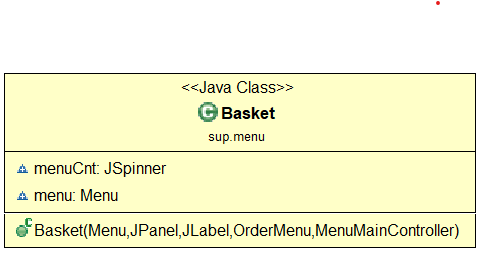 <<Java Class>>
C Basket
sup.menu
menuCnt: JSpinner
menu: Menu
C Basket(Menu,JPanel,JLabel,OrderMenu,MenuMainController)